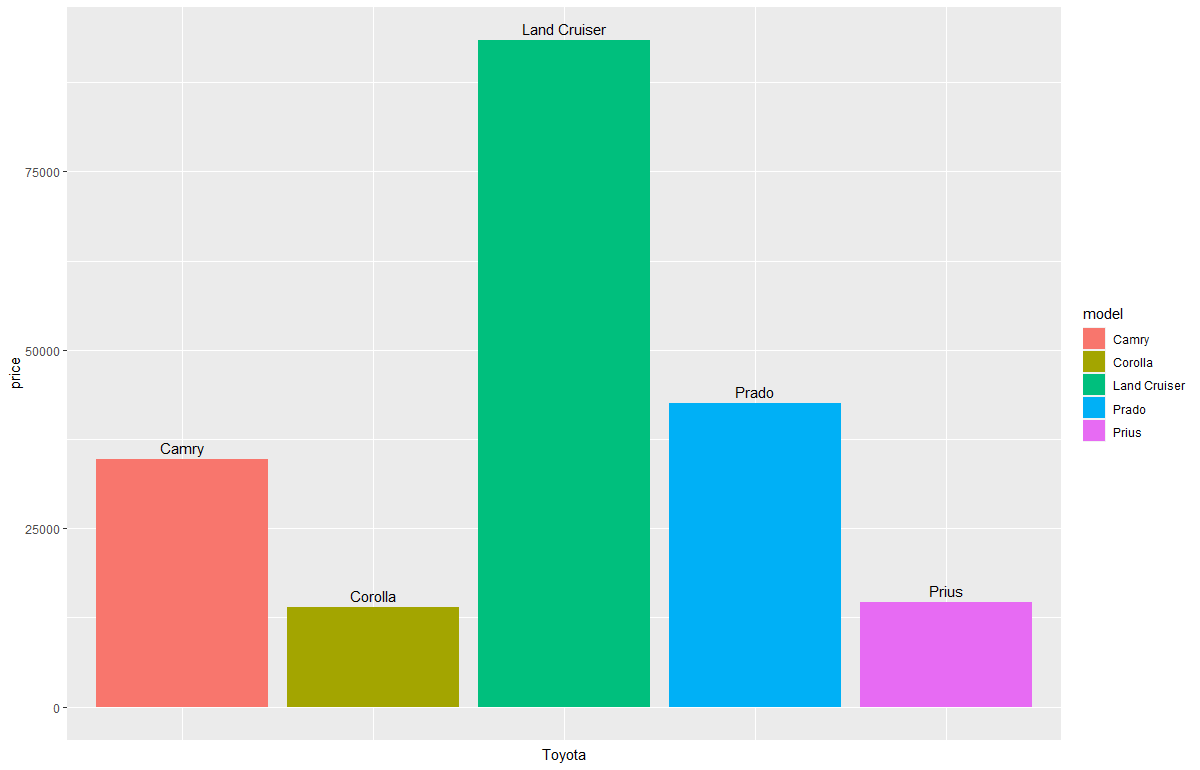 Land Cruiser
75000
50000
price
Prado
Camry
25000
Corolla
Prius
0
Toyota
model
Camry
Corolla
Land Cruiser
Prado
Prius